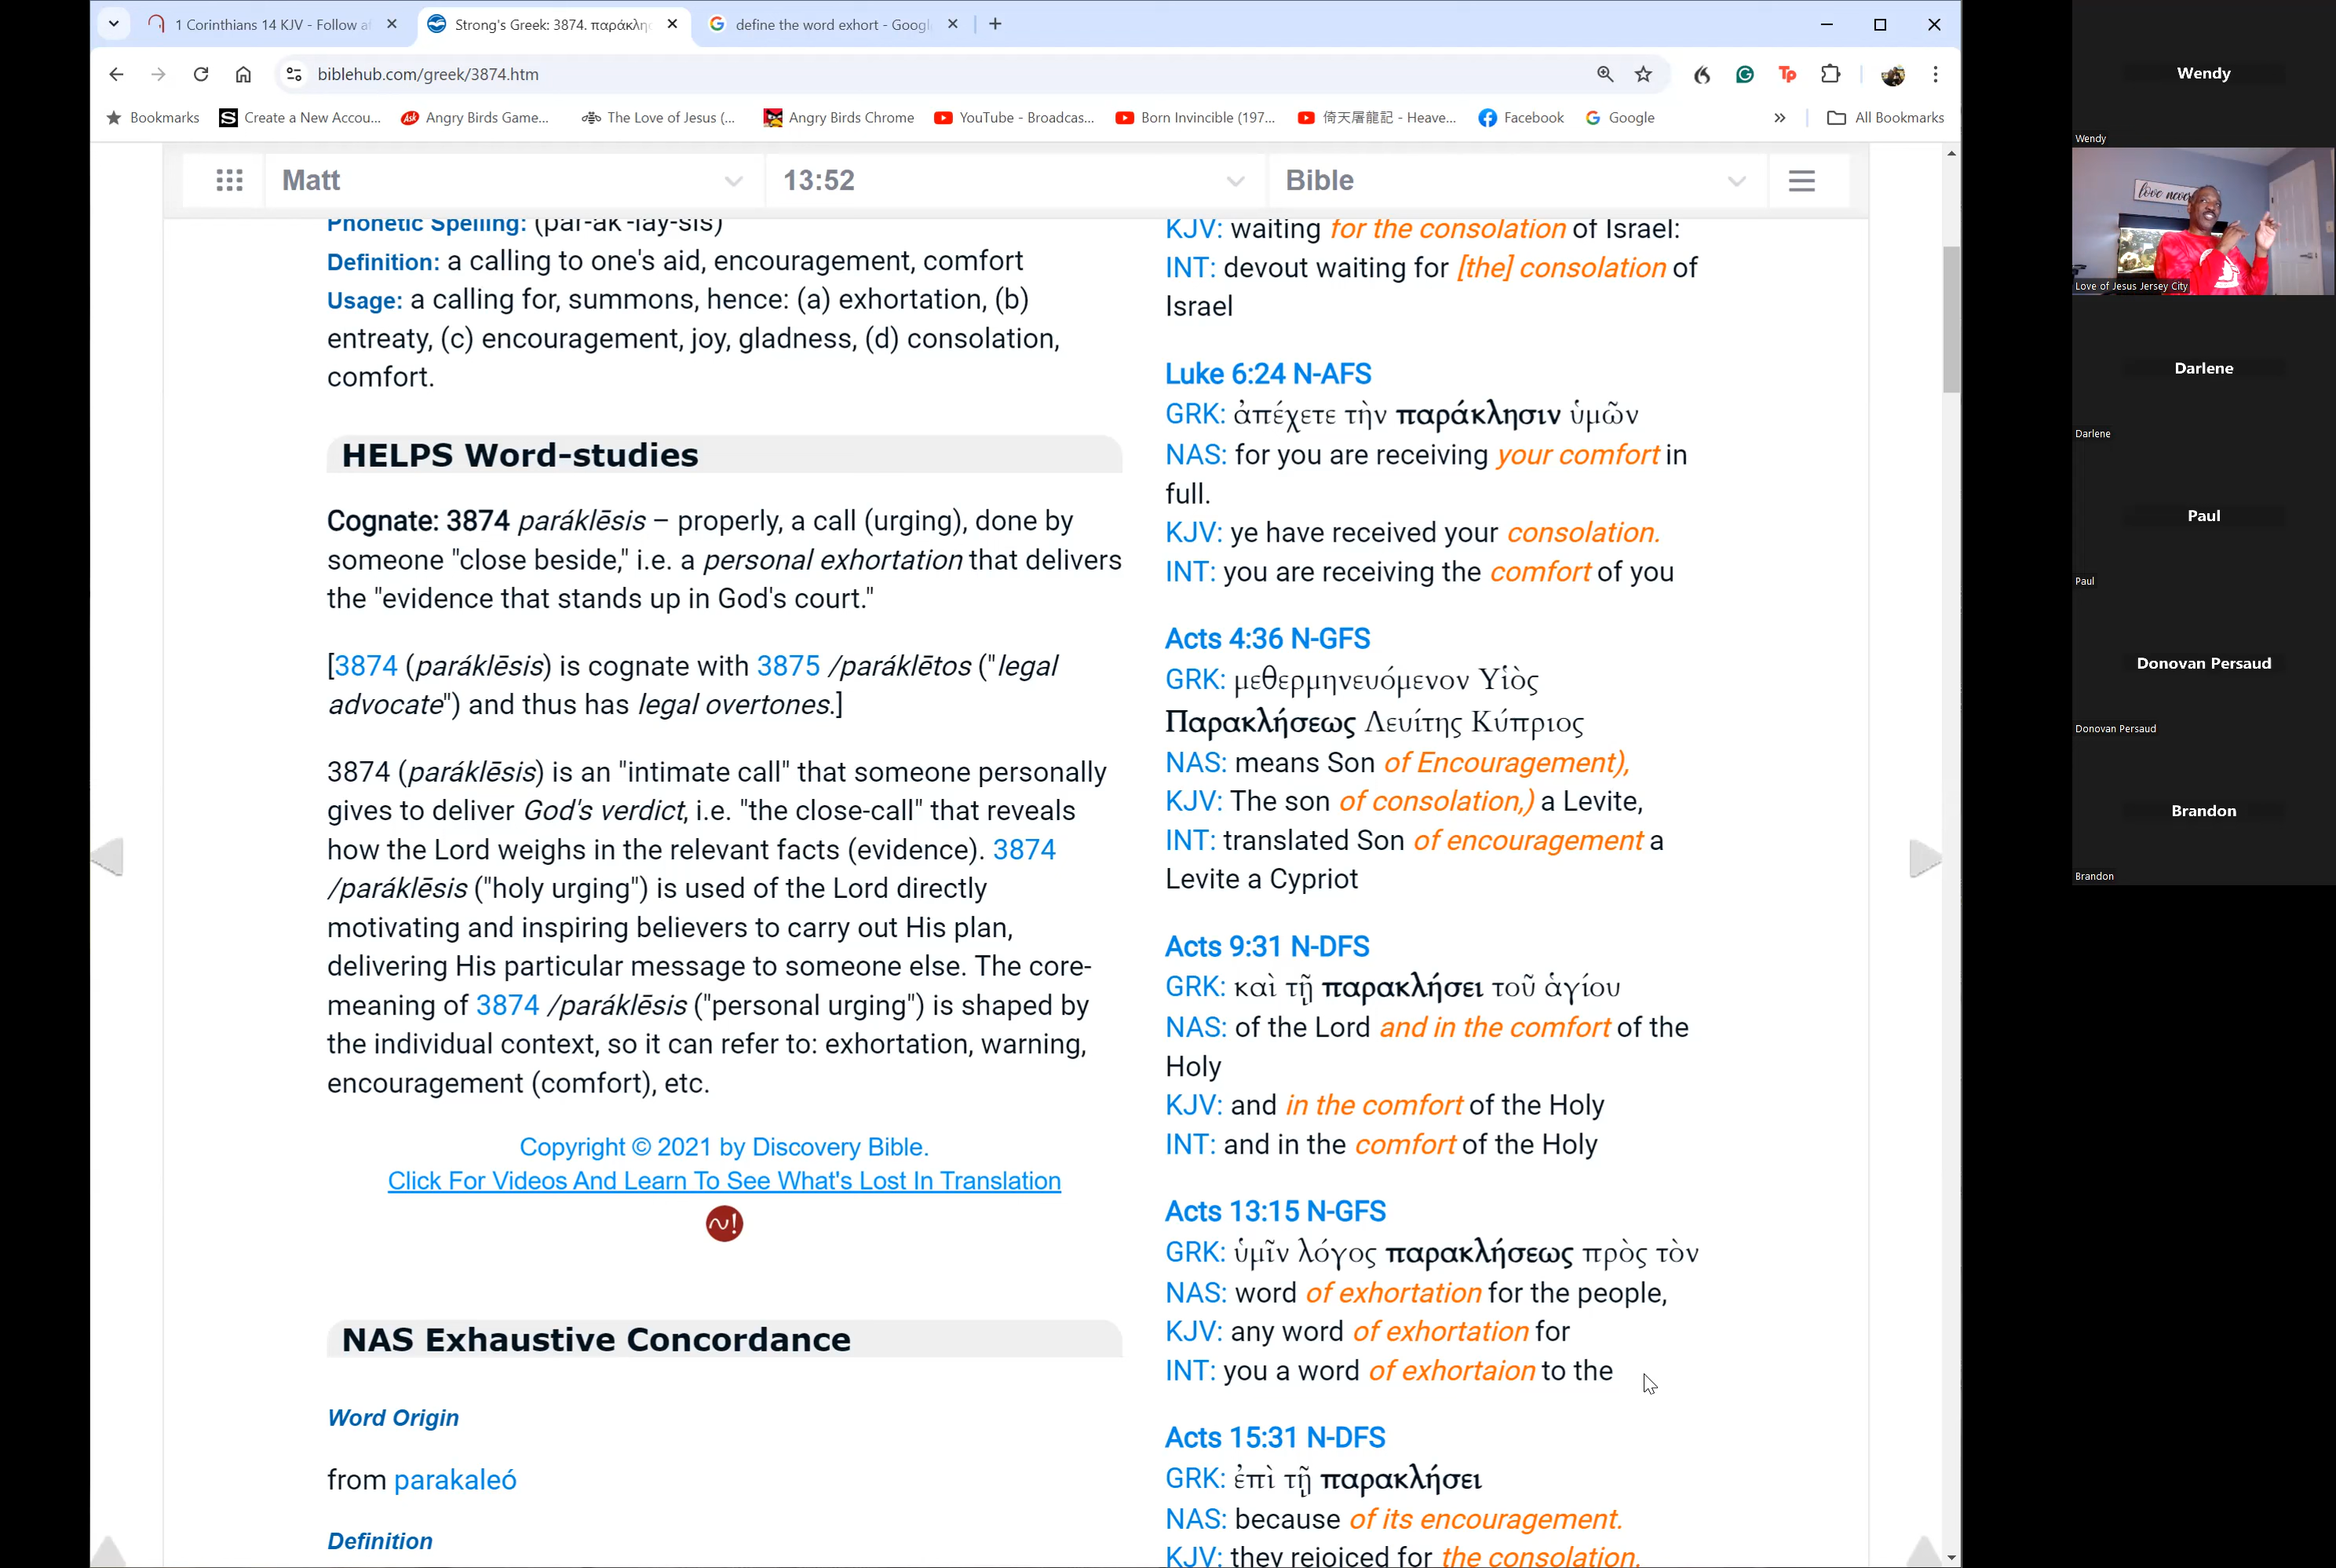 1 Corinthians 14 KJV - Follow af
Strong's Greek: 3874. παράκλησ
define the word exhort - Googl
biblehub.com/greek/3874.htm
Bookmarks
Create a New Accou...
Angry Birds Game...
The Love of Jesus (...
Angry Birds Chrome
YouTube - Broadcas...
Born Invincible (197...
倚天屠龍記 - Heave...
Facebook
Google
All Bookmarks
Matt
13:52
Bible
Phonetic Spelling: (par-ak'-lay-sis)
Definition: a calling to one's aid, encouragement, comfort
Usage: a calling for, summons, hence: (a) exhortation, (b)
entreaty, (c) encouragement, joy, gladness, (d) consolation,
comfort.
HELPS Word-studies
Cognate: 3874 paráklēsis – properly, a call (urging), done by
someone "close beside," i.e. a personal exhortation that delivers
the "evidence that stands up in God's court."
[3874 (paráklēsis) is cognate with 3875 /paráklētos ("legal
advocate") and thus has legal overtones.]
3874 (paráklēsis) is an "intimate call" that someone personally
gives to deliver God's verdict, i.e. "the close-call" that reveals
how the Lord weighs in the relevant facts (evidence). 3874
/paráklēsis ("holy urging") is used of the Lord directly
motivating and inspiring believers to carry out His plan,
delivering His particular message to someone else. The core-
meaning of 3874 /paráklēsis ("personal urging") is shaped by
the individual context, so it can refer to: exhortation, warning,
encouragement (comfort), etc.
Copyright © 2021 by Discovery Bible.
Click For Videos And Learn To See What's Lost In Translation
NAS Exhaustive Concordance
Word Origin
from parakaleó
Definition
KJV: waiting for the consolation of Israel:
INT: devout waiting for [the] consolation of
Israel
Luke 6:24 N-AFS
GRK: ἀπέχετε τὴν παράκλησιν ὑμῶν
NAS: for you are receiving your comfort in
full.
KJV: ye have received your consolation.
INT: you are receiving the comfort of you
Acts 4:36 N-GFS
GRK: μεθερμηνευόμενον Υἱὸς
Παρακλήσεως Λευίτης Κύπριος
NAS: means Son of Encouragement),
KJV: The son of consolation,) a Levite,
INT: translated Son of encouragement a
Levite a Cypriot
Acts 9:31 N-DFS
GRK: καὶ τῇ παρακλήσει τοῦ ἁγίου
NAS: of the Lord and in the comfort of the
Holy
KJV: and in the comfort of the Holy
INT: and in the comfort of the Holy
Acts 13:15 N-GFS
GRK: ὑμῖν λόγος παρακλήσεως πρὸς τὸν
NAS: word of exhortation for the people,
KJV: any word of exhortation for
INT: you a word of exhortaion to the
Acts 15:31 N-DFS
GRK: ἐπὶ τῇ παρακλήσει
NAS: because of its encouragement.
KJV: they rejoiced for the consolation.
Wendy
Wendy
love never
Love of Jesus Jersey City
Darlene
Darlene
Paul
Paul
Donovan Persaud
Donovan Persaud
Brandon
Brandon